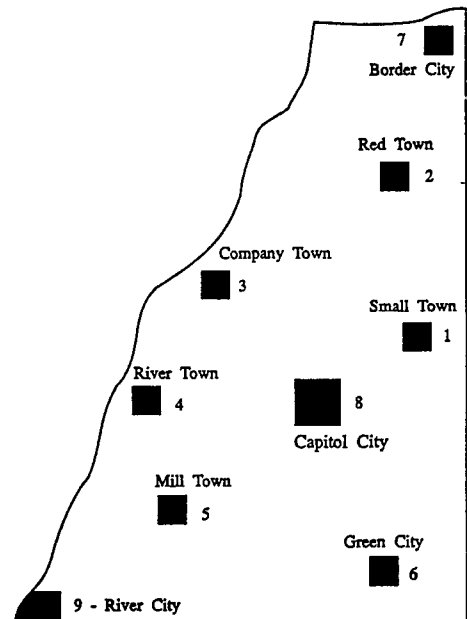 7
Border City
Red Town
2
Company Town
3
Small Town
1
River Town
4
8
Capitol City
Mill Town
5
Green City
6
9 - River City